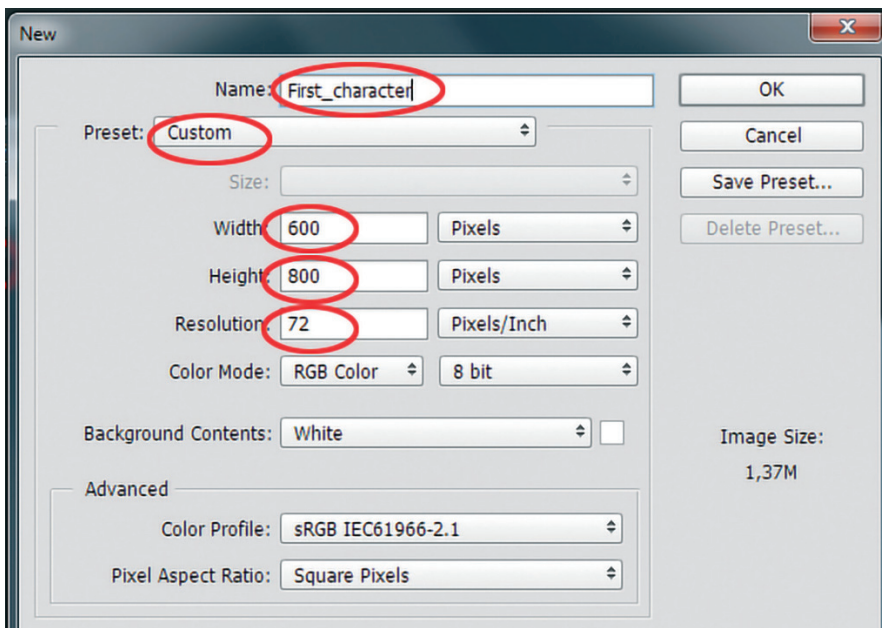 New
Name: First_character
OK
Preset: Custom
Cancel
Size:
Save Preset...
Width: 600 Pixels
Delete Preset...
Height: 800 Pixels
Resolution: 72 Pixels/Inch
Color Mode: RGB Color 8 bit
Background Contents: White
Image Size:
1,37M
Advanced
Color Profile: sRGB IEC61966-2.1
Pixel Aspect Ratio: Square Pixels